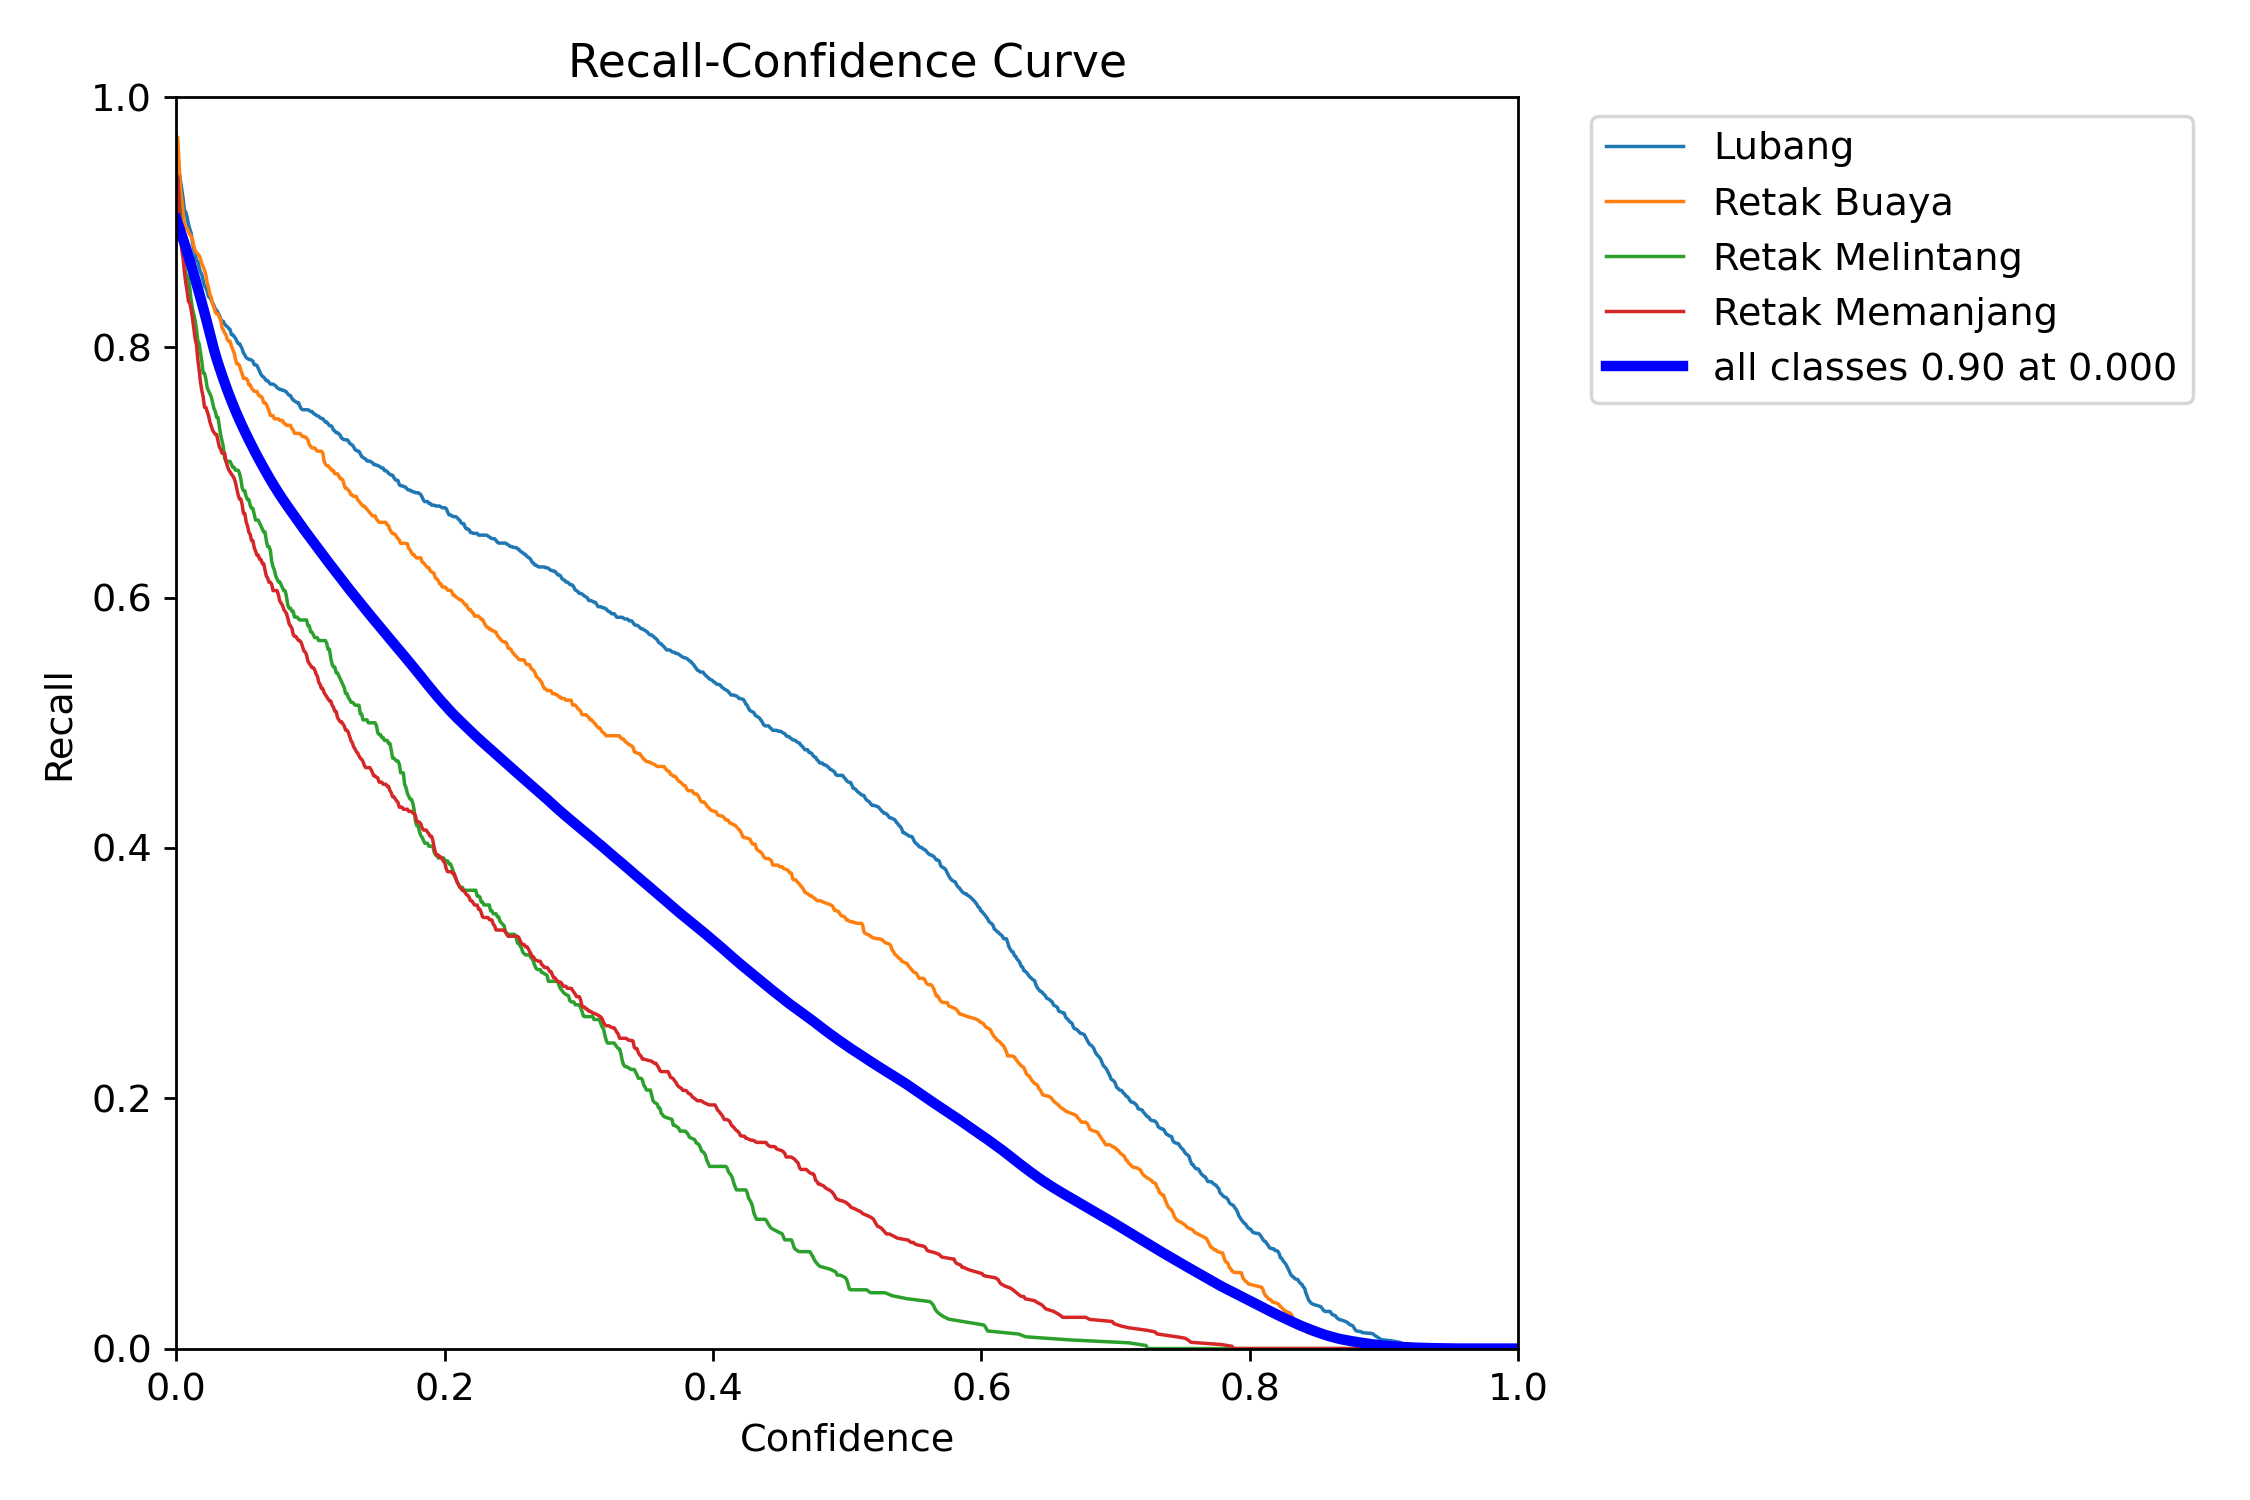 Recall-Confidence Curve
1.0
0.8
0.6
0.4
0.2
0.0
Recall
0.0 0.2 0.4 0.6 0.8 1.0
Confidence
Lubang
Retak Buaya
Retak Melintang
Retak Memanjang
all classes 0.90 at 0.000